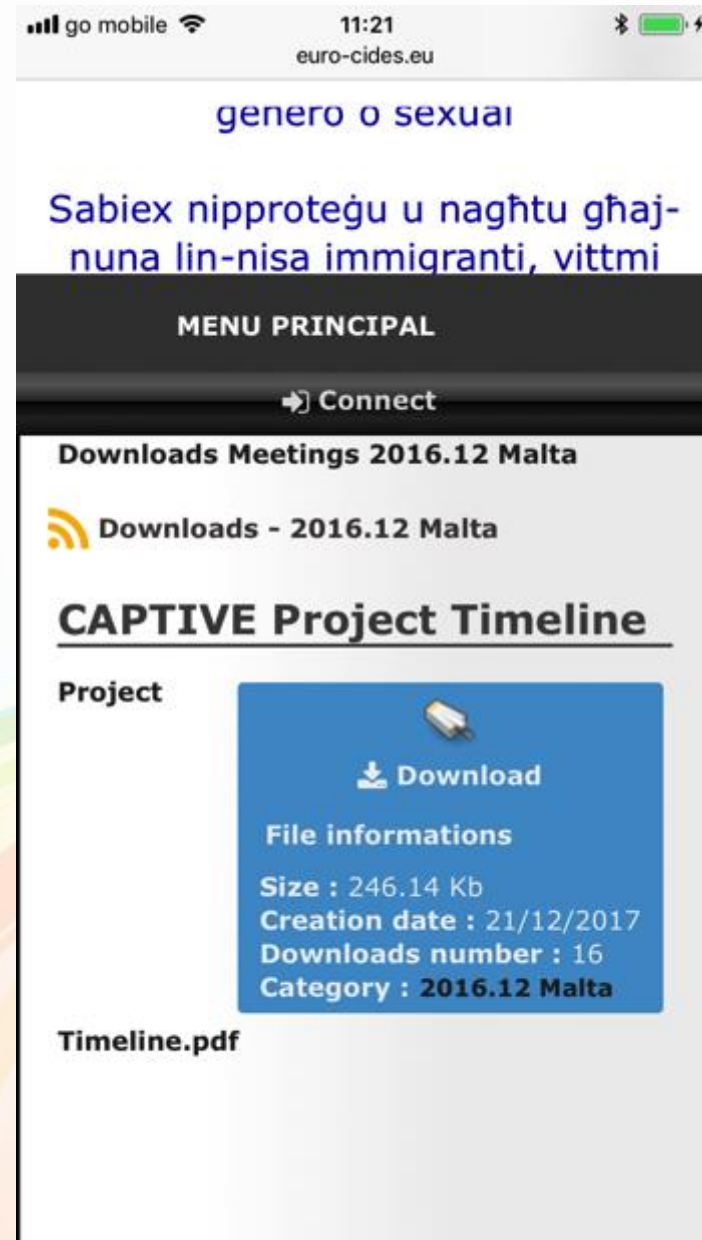 go mobile 11:21
euro-cides.eu
género o sexual
Sabiex nipproteġu u nagħtu għaj-
nuna lin-nisa immigranti, vittmi
MENU PRINCIPAL
Connect
Downloads Meetings 2016.12 Malta
Downloads - 2016.12 Malta
CAPTIVE Project Timeline
Project
Download
File informations
Size : 246.14 Kb
Creation date : 21/12/2017
Downloads number : 16
Category : 2016.12 Malta
Timeline.pdf